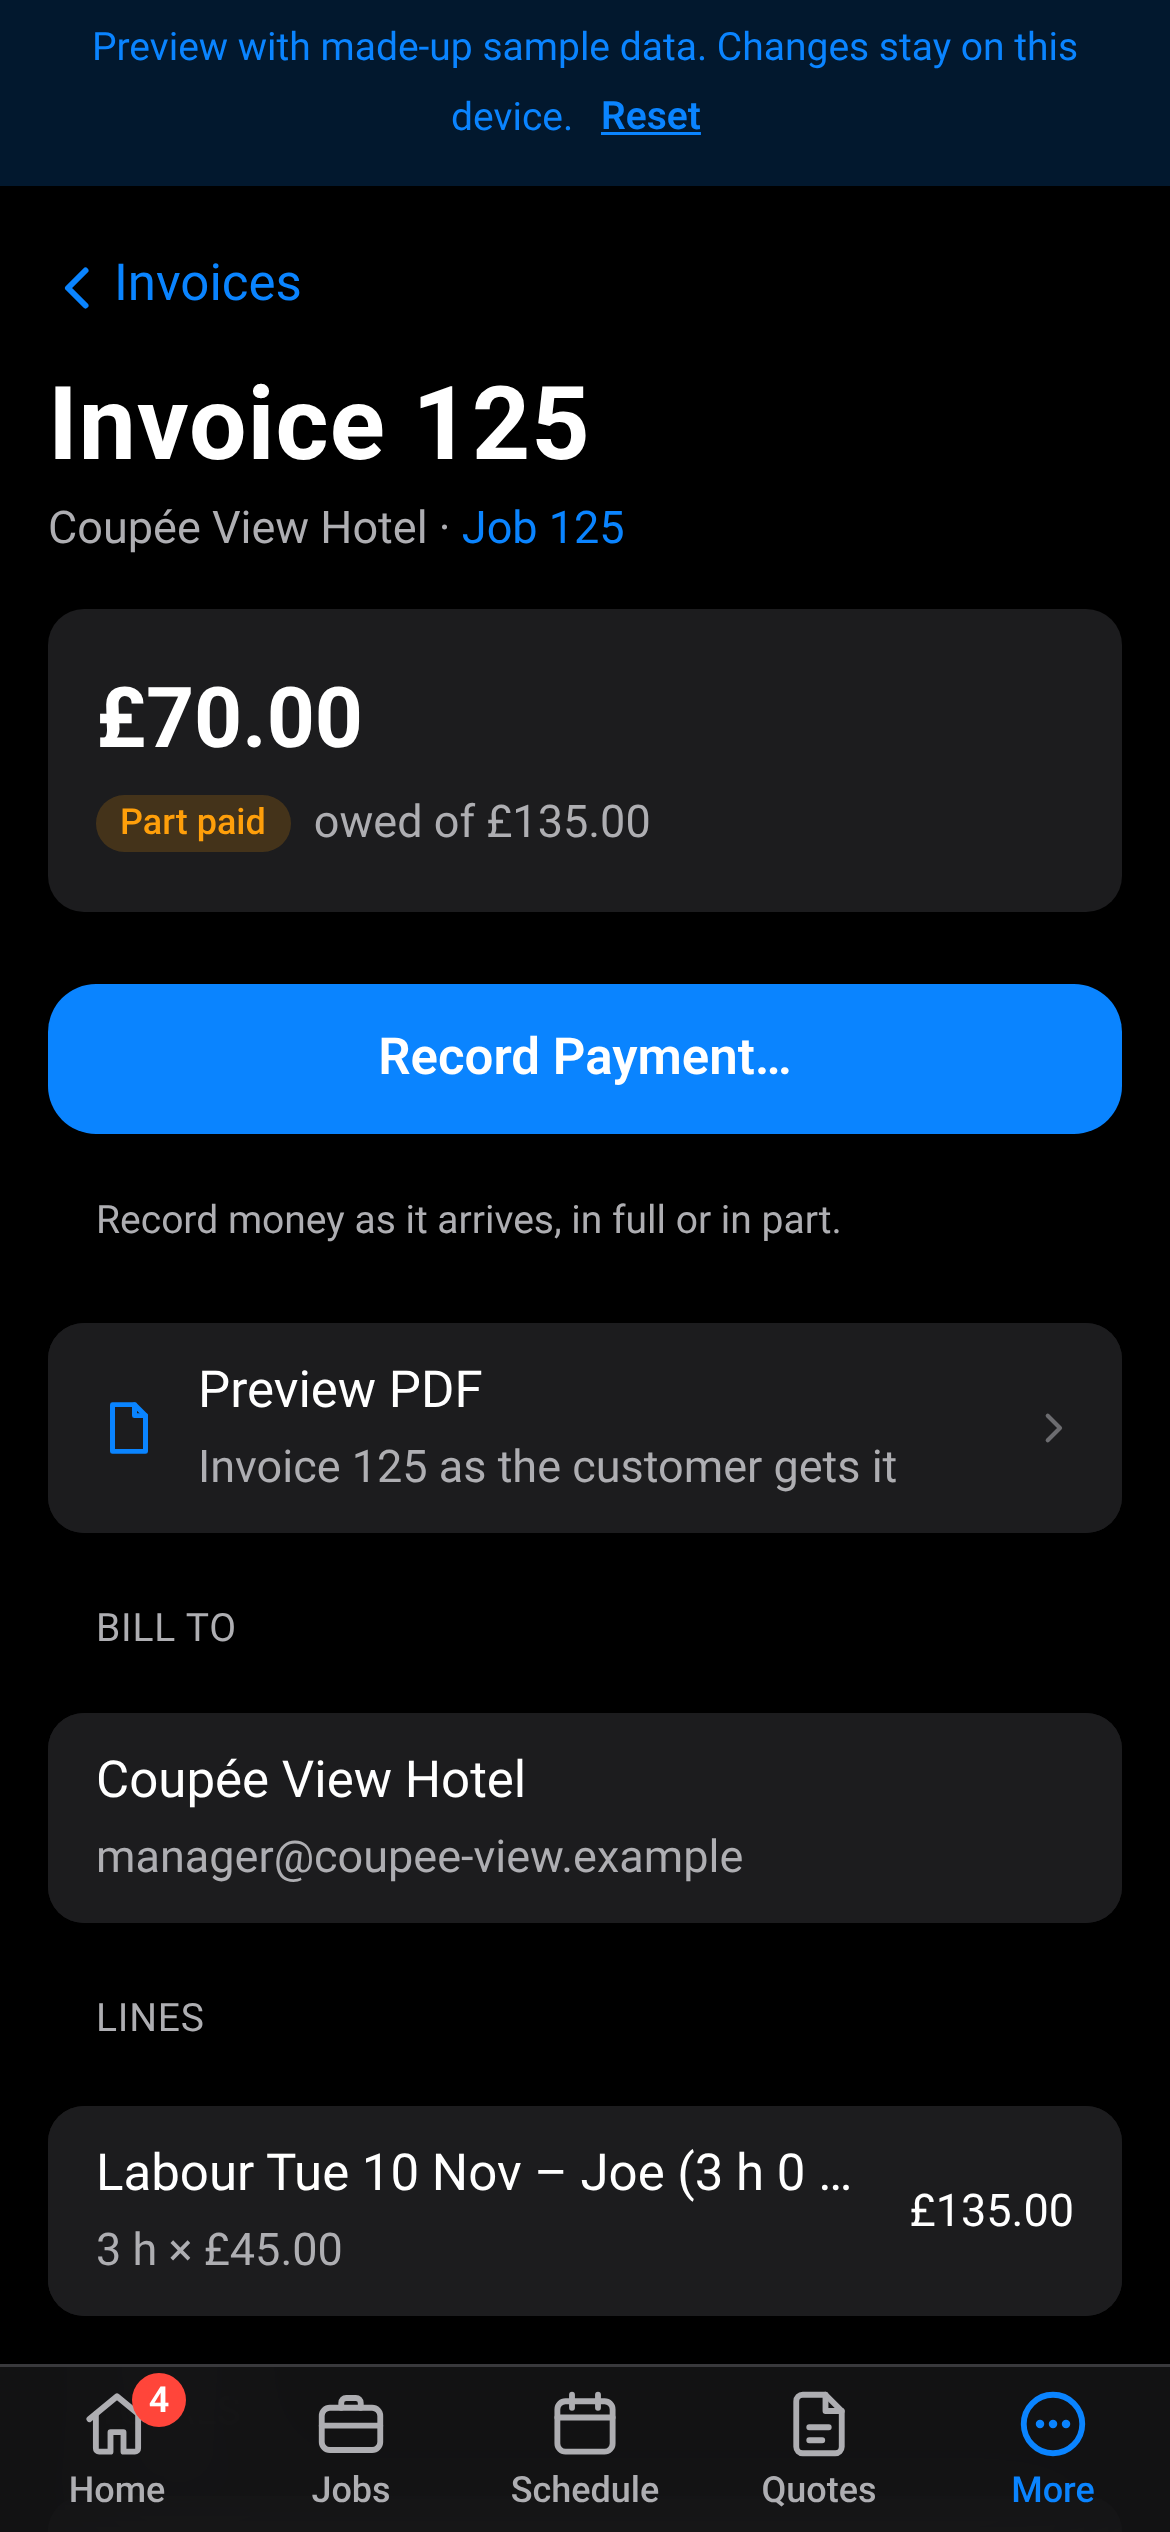 Preview with made-up sample data. Changes stay on this
device. Reset
Invoices
Invoice 125
Coupée View Hotel · Job 125
£70.00
Part paid owed of £135.00
Record Payment...
Record money as it arrives, in full or in part.
Preview PDF
Invoice 125 as the customer gets it
BILL TO
Coupée View Hotel
manager@coupee-view.example
LINES
Labour Tue 10 Nov – Joe (3 h 0 ...
£135.00
3 h × £45.00
4
Home Jobs Schedule Quotes More